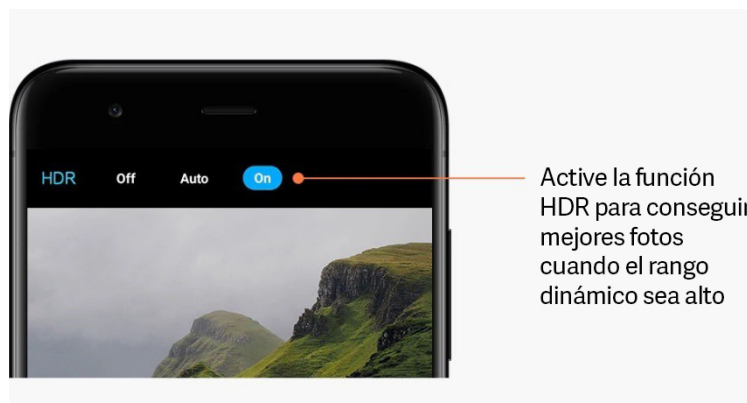 HDR Off Auto On
Active la función
HDR para conseguir
mejores fotos
cuando el rango
dinámico sea alto